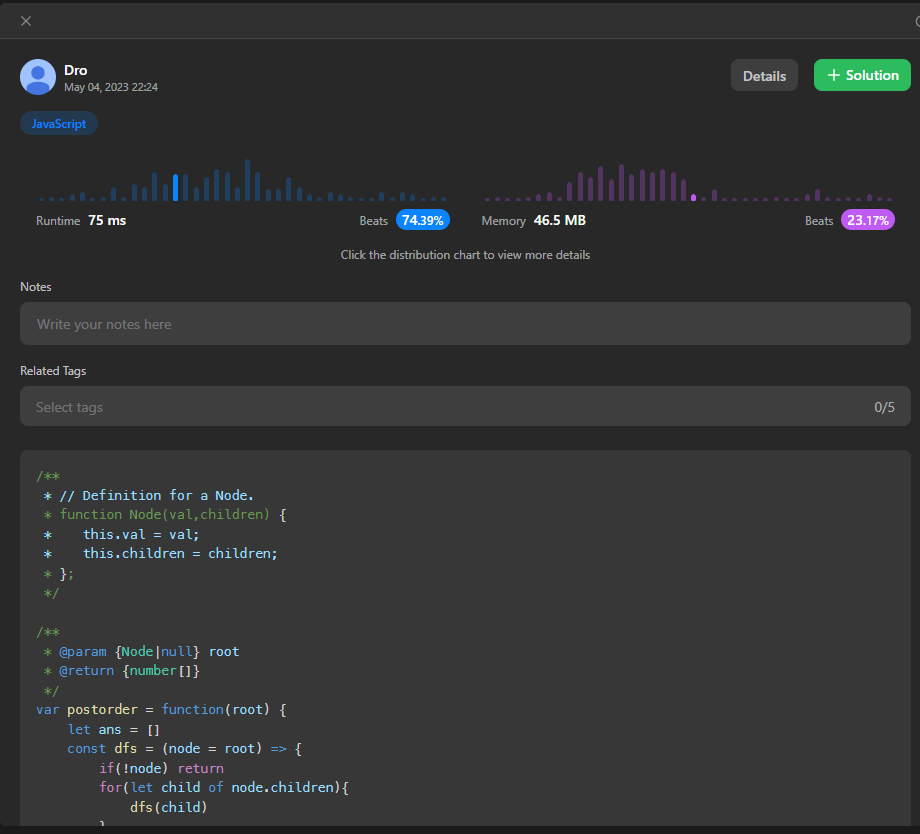 Dro
May 04, 2023 22:24
Details
+ Solution
JavaScript
Runtime 75 ms Beats 74.39% Memory 46.5 MB Beats 23.17%
Click the distribution chart to view more details
Notes
Write your notes here
Related Tags
Select tags 0/5
/**
 * // Definition for a Node.
 * function Node(val,children) {
 *    this.val = val;
 *    this.children = children;
 * };
 */

/**
 * @param {Node|null} root
 * @return {number[]}
 */
var postorder = function(root) {
    let ans = []
    const dfs = (node = root) => {
        if(!node) return
        for(let child of node.children){
            dfs(child)
        }